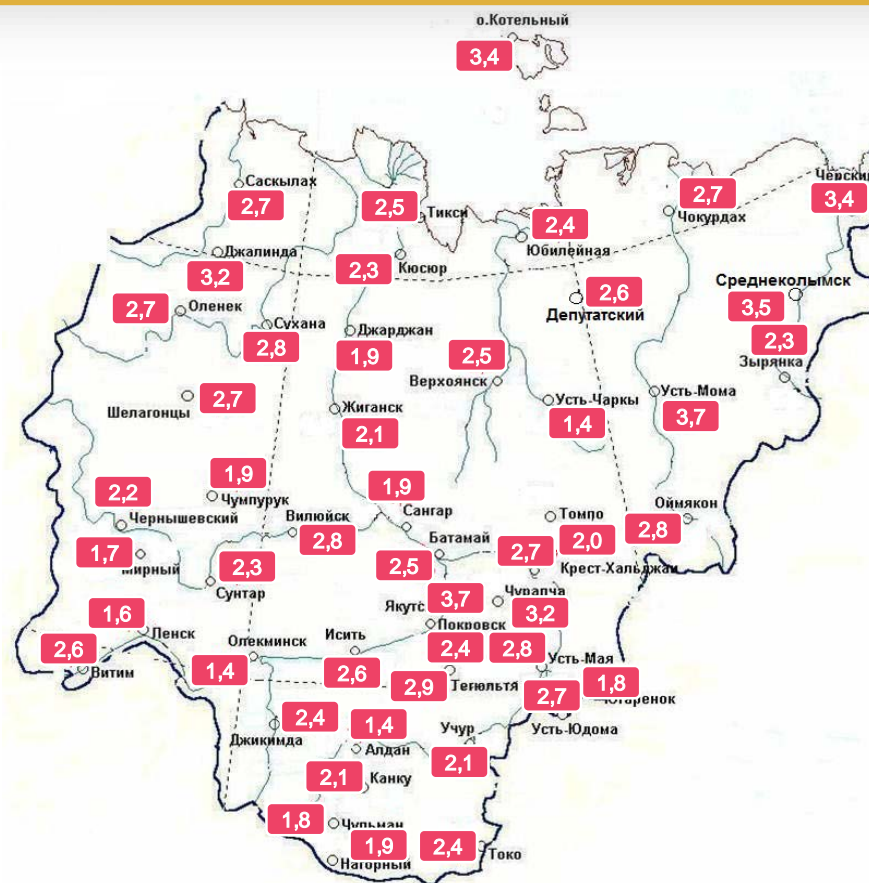 о.Котельный
3,4
Саскылах
2,7
2,5
Тикси
2,7
Чокурдах
3,4
2,4
Юбилейная
Джалинда
3,2
2,3
Кюсюр
2,6
Депутатский
Среднеколымск
3,5
2,7
Оленек
Сухана
2,8
Джарджан
1,9
2,5
Верхоянск
2,3
Зырянка
Шелагонцы
2,7
Жиганск
2,1
Усть-Чаркы
1,4
Усть-Мома
3,7
1,9
Чумпурук
1,9
Сангар
2,2
Чернышевский
Вилюйск
2,8
Томпо
2,0
Оймякон
2,8
1,7
Мирный
2,3
Сунтар
Батамай
2,5
2,7
Крест-Хальджай
Якутс
3,7
Чурапча
3,2
1,6
Ленск
Покровск
2,4
2,8
Усть-Мая
2,6
Витим
Олекминск
1,4
Исить
2,6
2,9
Тегюльтя
2,7
1,8
Усть-Юдома
2,4
Джикимда
1,4
Алдан
Учур
2,1
2,1
Канку
1,8
Чульман
1,9
Нагорный
2,4
Токо